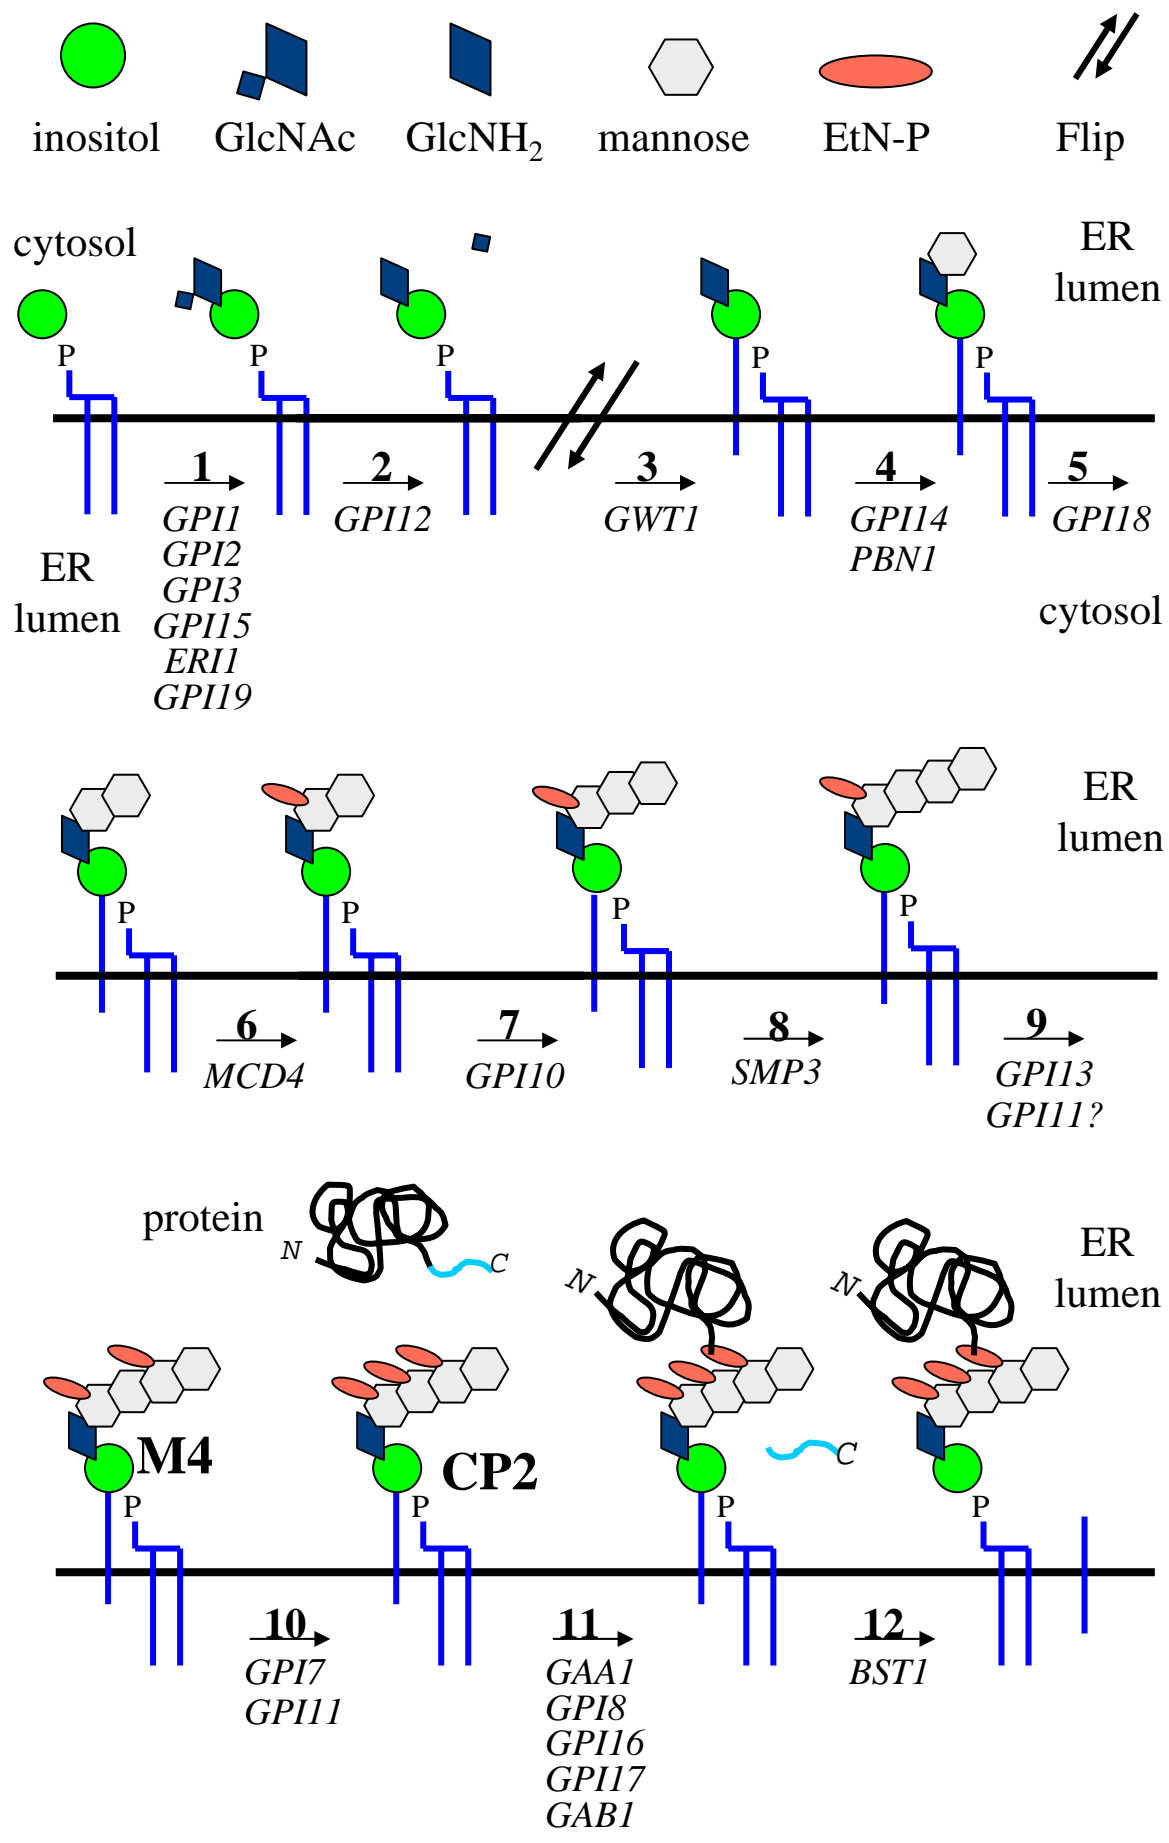 inositol GlcNAc GlcNH₂ mannose EtN-P Flip
cytosol
ER
lumen
P P P P P
1 2 3 4 5
GPI1 GPI12 GWT1 GPI14 GPI18
GPI2 PBN1
GPI3
GPI15
ERI1
GPI19
ER
lumen
cytosol
ER
lumen
P P P P
6 7 8 9
MCD4 GPI10 SMP3 GPI13
GPI11?
protein
N C
N
N
ER
lumen
M4 CP2 C
P P P P
10 11 12
GPI7 GAA1 BST1
GPI11 GPI8
GPI16
GPI17
GAB1